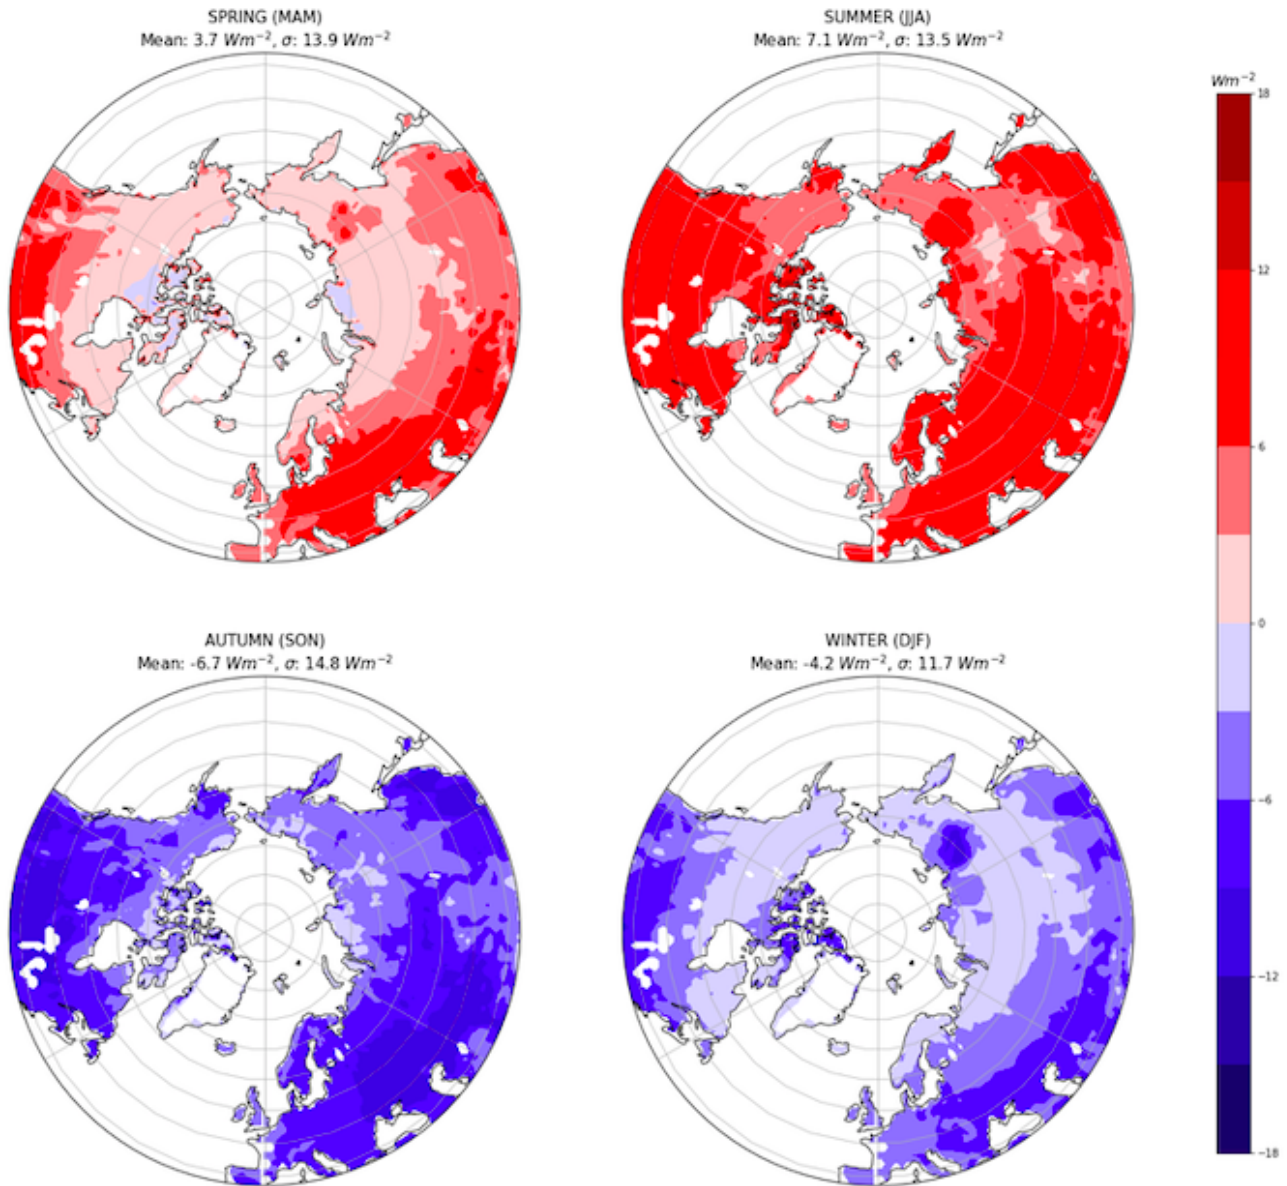 SPRING (MAM)
Mean: 3.7 Wm⁻², σ: 13.9 Wm⁻²
SUMMER (JJA)
Mean: 7.1 Wm⁻², σ: 13.5 Wm⁻²
Wm⁻²
18
12
6
0
−6
−12
−18
AUTUMN (SON)
Mean: -6.7 Wm⁻², σ: 14.8 Wm⁻²
WINTER (DJF)
Mean: -4.2 Wm⁻², σ: 11.7 Wm⁻²